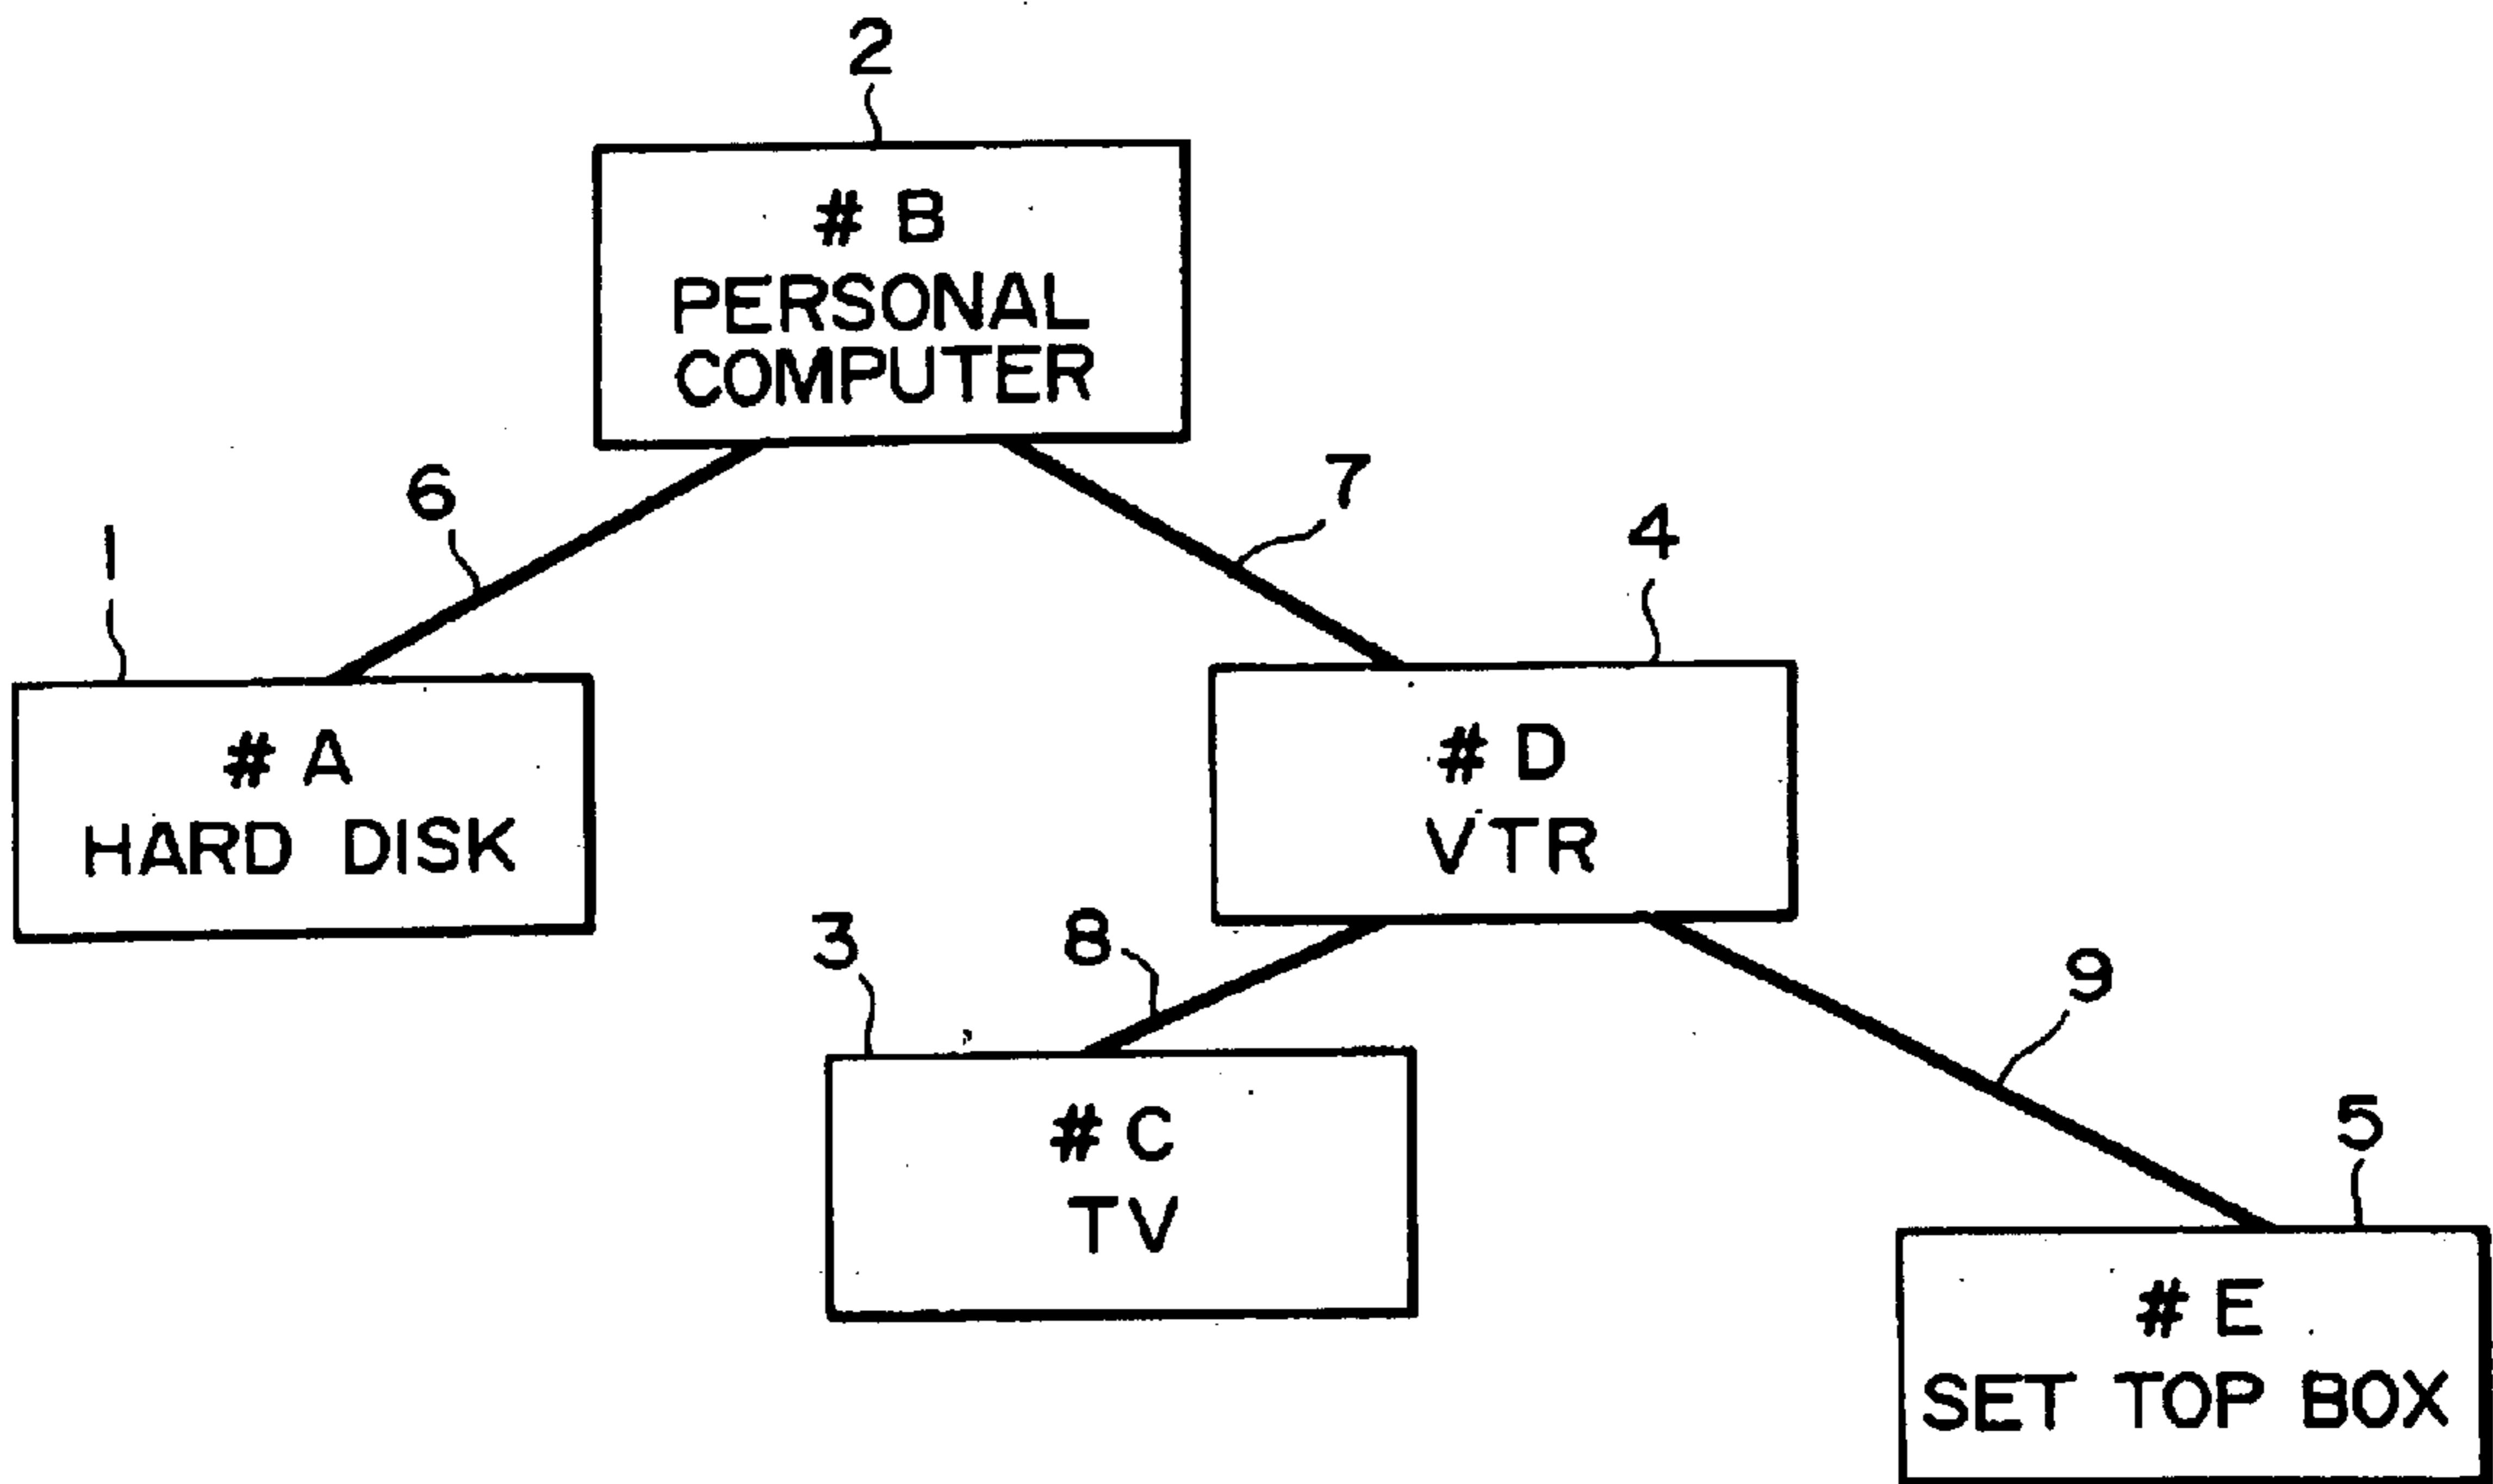 2
# B
PERSONAL
COMPUTER
6
7
1
4
# A
HARD DISK
# D
VTR
3
8
9
# C
TV
5
# E
SET TOP BOX